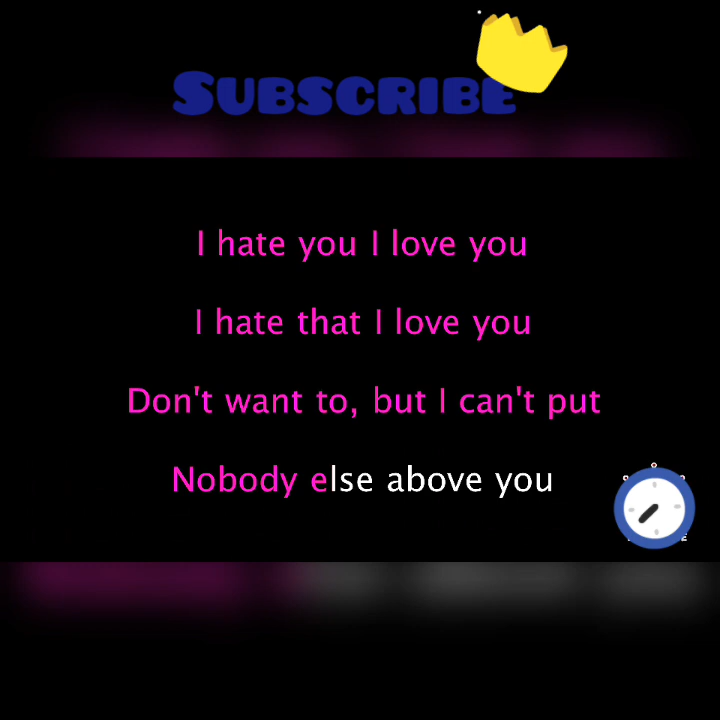 SUBSCRIBE
I hate you I love you
I hate that I love you
Don't want to, but I can't put
Nobody else above you